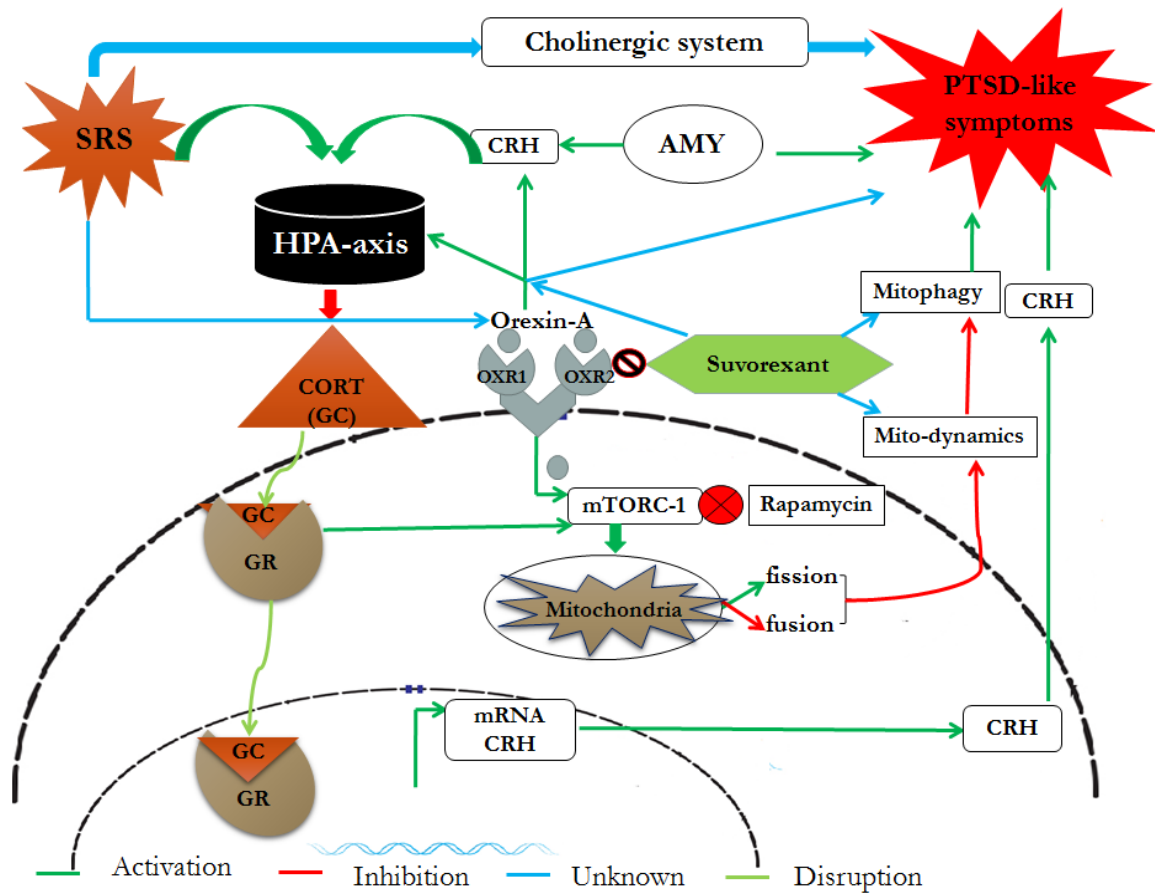 Cholinergic system
PTSD-like
symptoms
SRS
CRH
AMY
HPA-axis
Mitophagy
CRH
Orexin-A
OXR1
OXR2
Suvorexant
CORT
(GC)
Mito-dynamics
mTORC-1
Rapamycin
GC
GR
fission
Mitochondria
fusion
mRNA
CRH
CRH
GC
GR
Activation
Inhibition
Unknown
Disruption